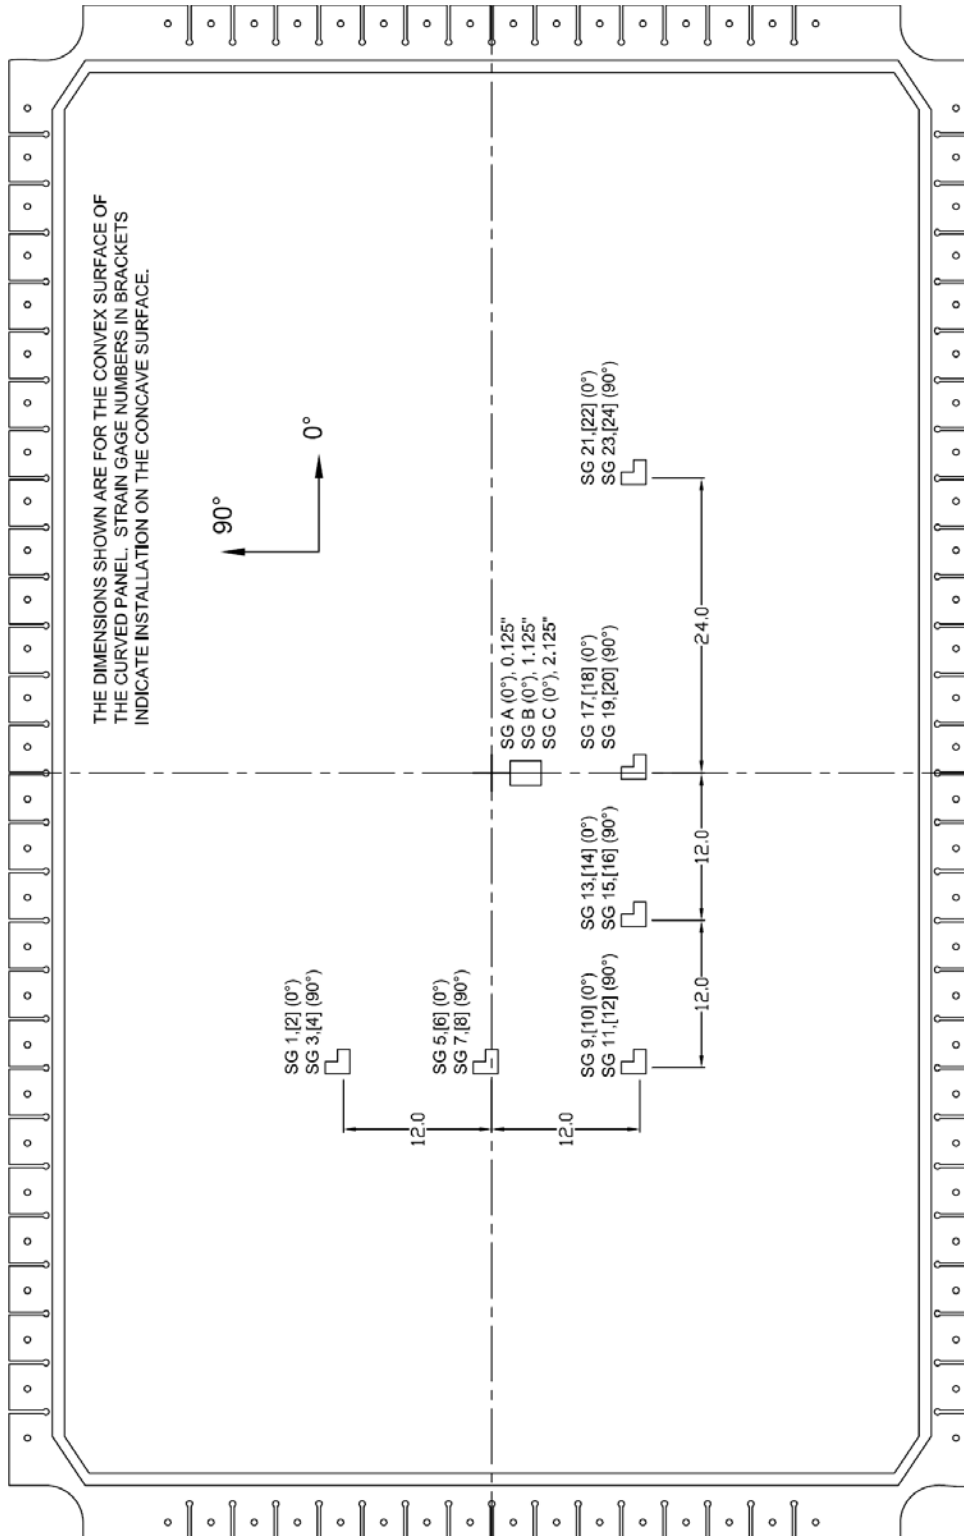 THE DIMENSIONS SHOWN ARE FOR THE CONVEX SURFACE OF
THE CURVED PANEL. STRAIN GAGE NUMBERS IN BRACKETS
INDICATE INSTALLATION ON THE CONCAVE SURFACE.
90°
0°
SG 1,[2] (0°)
SG 3,[4] (90°)
SG 5,[6] (0°)
SG 7,[8] (90°)
SG A (0°), 0.125"
SG B (0°), 1.125"
SG C (0°), 2.125"
SG 9,[10] (0°)
SG 11,[12] (90°)
SG 13,[14] (0°)
SG 15,[16] (90°)
SG 17,[18] (0°)
SG 19,[20] (90°)
SG 21,[22] (0°)
SG 23,[24] (90°)
12.0
12.0
12.0
12.0
24.0